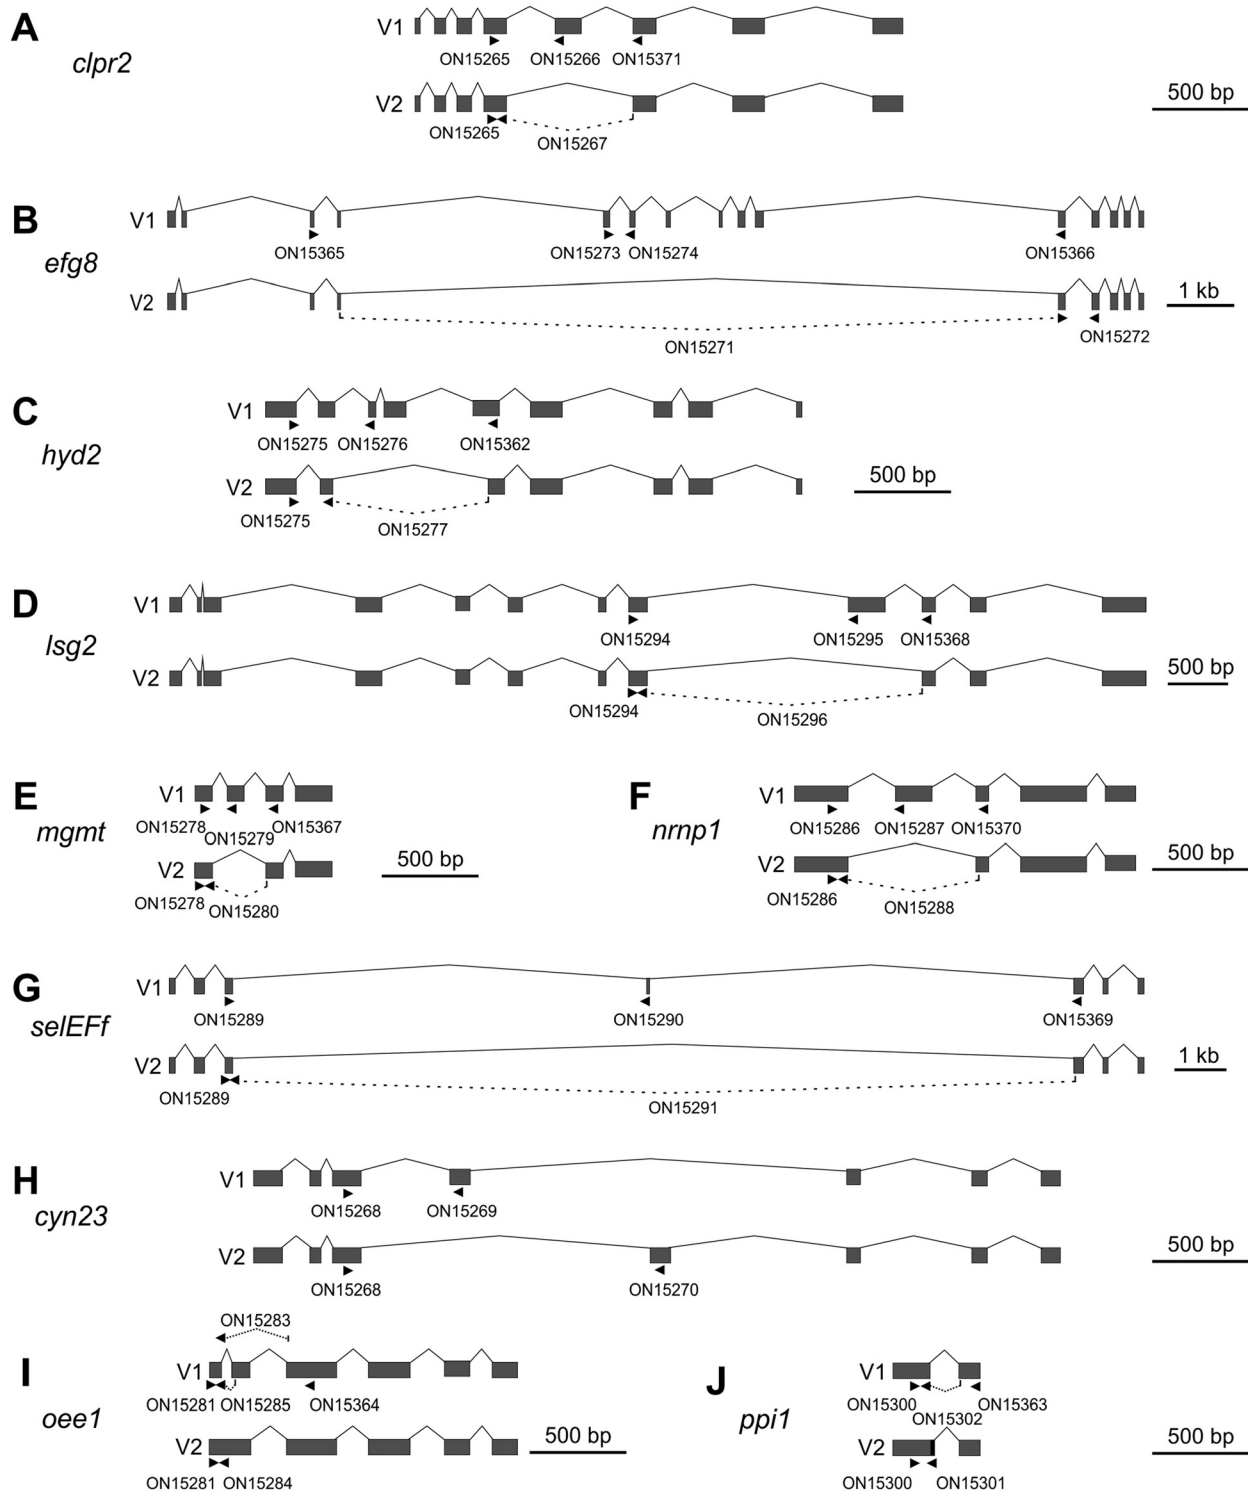 A
clpr2
V1
ON15265 ON15266 ON15371
V2
ON15265
ON15267
500 bp
B
efg8
V1
ON15365 ON15273 ON15274 ON15366
V2
ON15271
ON15272
1 kb
C
hyd2
V1
ON15275 ON15276 ON15362
V2
ON15275
ON15277
500 bp
D
lsg2
V1
ON15294 ON15295 ON15368
V2
ON15294
ON15296
500 bp
E
mgmt
V1
ON15278 ON15279 ON15367
V2
ON15278 ON15280
500 bp
F
nrnp1
V1
ON15286 ON15287 ON15370
V2
ON15286
ON15288
500 bp
G
selEFf
V1
ON15289 ON15290 ON15369
V2
ON15289
ON15291
1 kb
H
cyn23
V1
ON15268 ON15269
V2
ON15268 ON15270
500 bp
I
oee1
ON15283
V1
ON15281 ON15285 ON15364
V2
ON15281 ON15284
500 bp
J
ppi1
V1
ON15300 ON15302 ON15363
V2
ON15300 ON15301
500 bp